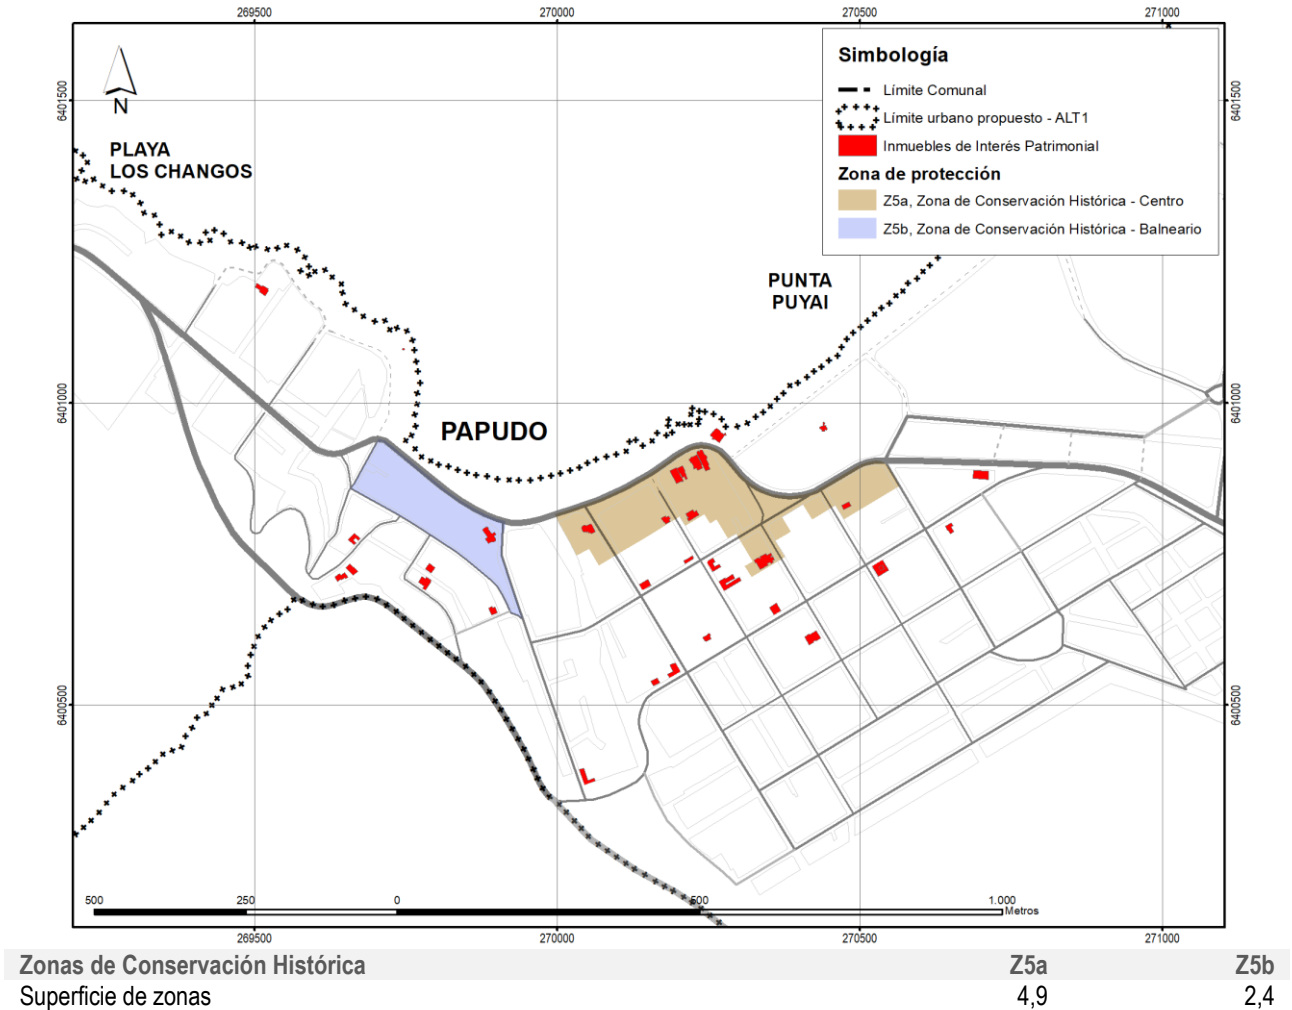 269500 270000 270500 271000
Simbología
Límite Comunal
Límite urbano propuesto - ALT1
Inmuebles de Interés Patrimonial
Zona de protección
Z5a, Zona de Conservación Histórica - Centro
Z5b, Zona de Conservación Histórica - Balneario
N
6401500 6401500
PLAYA
LOS CHANGOS
PUNTA
PUYAI
6401000 6401000
PAPUDO
6400500 6400500
500 250 0 500 1.000
Metros
269500 270000 270500 271000
Zonas de Conservación Histórica Z5a Z5b
Superficie de zonas 4,9 2,4